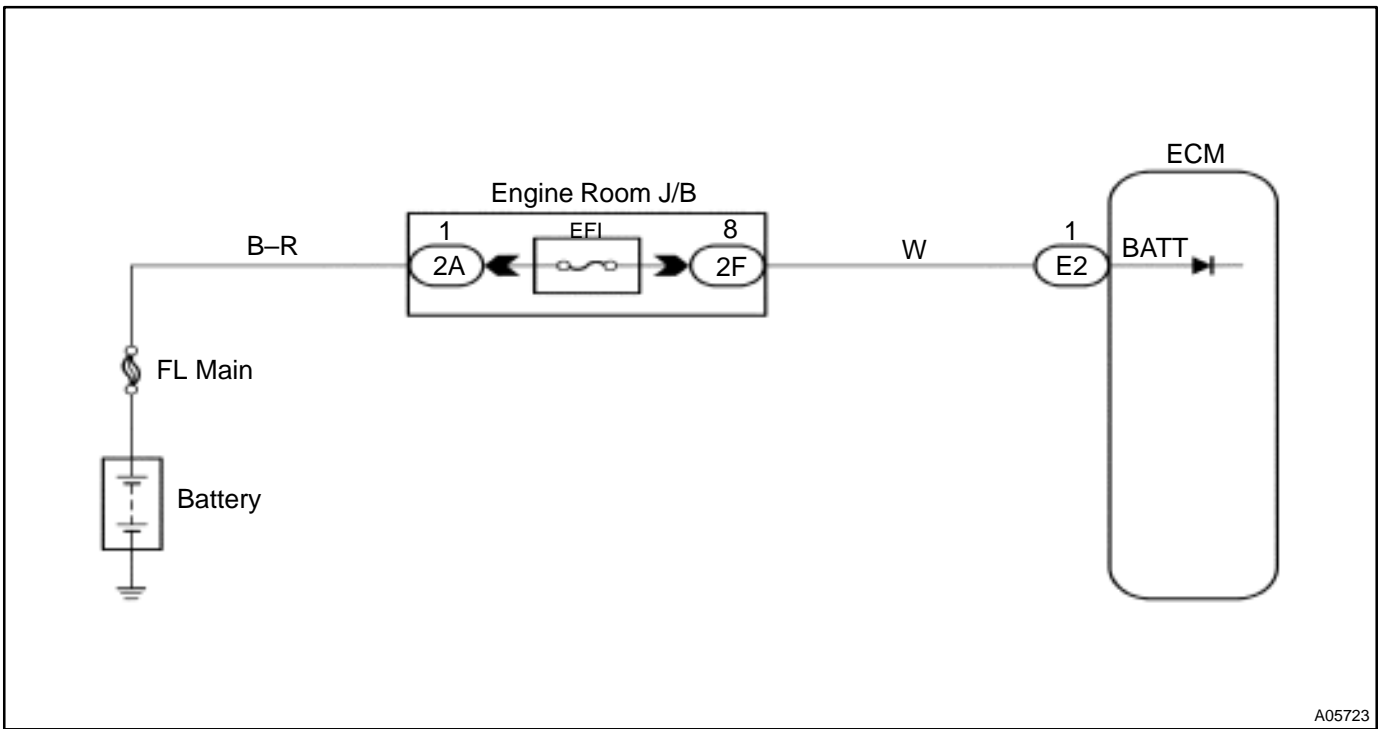 ECM
Engine Room J/B
1
EFI
8
1
B–R
2A
2F
W
E2
BATT
FL Main
Battery
A05723